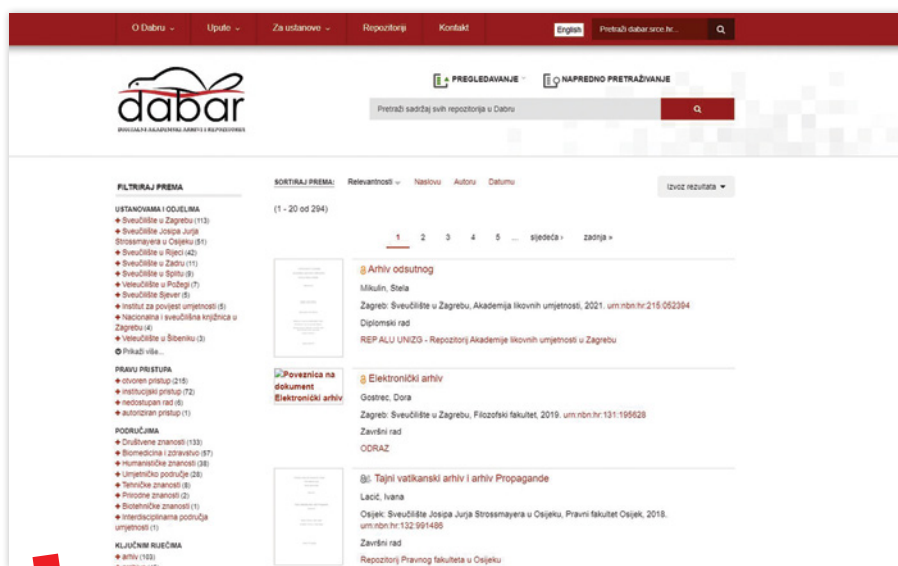 O Dabru
Upute
Za ustanove
Repozitoriji
Kontakt
English
Pretraži dabar.srce.hr...
dabar
DIGITALNI AKADEMSKI ARHIVI I REPOZITORIJI
PREGLEDAVANJE
NAPREDNO PRETRAŽIVANJE
Pretraži sadržaj svih repozitorija u Dabru
FILTRIRAJ PREMA
USTANOVAMA I ODJELIMA
+ Sveučilište u Zagrebu (113)
+ Sveučilište Josipa Jurja
Strossmayera u Osijeku (51)
+ Sveučilište u Rijeci (42)
+ Sveučilište u Zadru (11)
+ Sveučilište u Splitu (9)
+ Veleučilište u Požegi (7)
+ Sveučilište Sjever (5)
+ Institut za povijest umjetnosti (5)
+ Nacionalna i sveučilišna knjižnica u
Zagrebu (4)
+ Veleučilište u Šibeniku (3)
Prikaži više...
PRAVU PRISTUPA
+ otvoren pristup (215)
+ institucijski pristup (72)
+ nedostupan rad (6)
+ autoriziran pristup (1)
PODRUČJIMA
+ Društvene znanosti (133)
+ Biomedicina i zdravstvo (57)
+ Humanističke znanosti (38)
+ Umjetničko područje (28)
+ Tehničke znanosti (8)
+ Prirodne znanosti (2)
+ Biotehničke znanosti (1)
+ Interdisciplinarna područja
umjetnosti (1)
KLJUČNIM RIJEČIMA
+ arhiv (103)
SORTIRAJ PREMA: Relevantnosti Naslovu Autoru Datumu
Izvoz rezultata
(1 - 20 od 294)
1 2 3 4 5 ... sljedeća › zadnja »
Arhiv odsutnog
Mikulin, Stela
Zagreb: Sveučilište u Zagrebu, Akademija likovnih umjetnosti, 2021. urn:nbn:hr:215:052394
Diplomski rad
REP ALU UNIZG - Repozitorij Akademije likovnih umjetnosti u Zagrebu
Poveznica na
dokument
Elektronički arhiv
Elektronički arhiv
Gostrec, Dora
Zagreb: Sveučilište u Zagrebu, Filozofski fakultet, 2019. urn:nbn:hr:131:195628
Završni rad
ODRAZ
Tajni vatikanski arhiv i arhiv Propagande
Lacić, Ivana
Osijek: Sveučilište Josipa Jurja Strossmayera u Osijeku, Pravni fakultet Osijek, 2018.
urn:nbn:hr:132:991486
Završni rad
Repozitorij Pravnog fakulteta u Osijeku